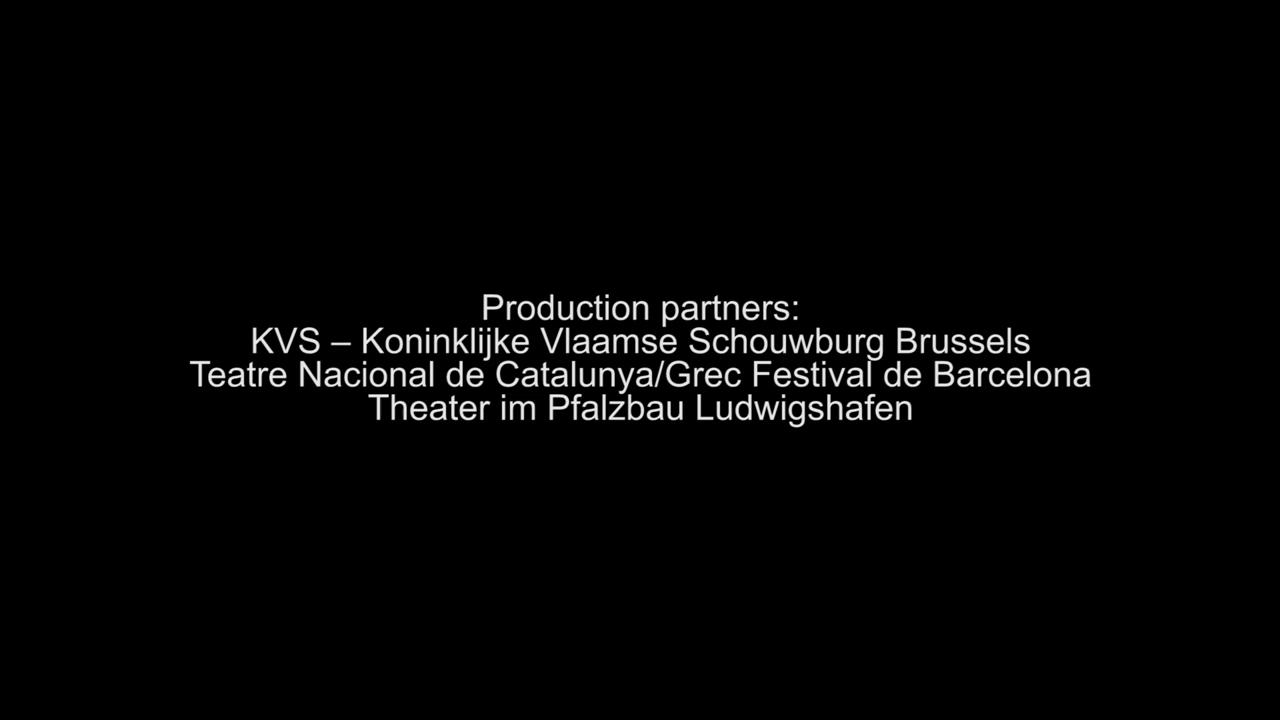 Production partners:
KVS – Koninklijke Vlaamse Schouwburg Brussels
Teatre Nacional de Catalunya/Grec Festival de Barcelona
Theater im Pfalzbau Ludwigshafen